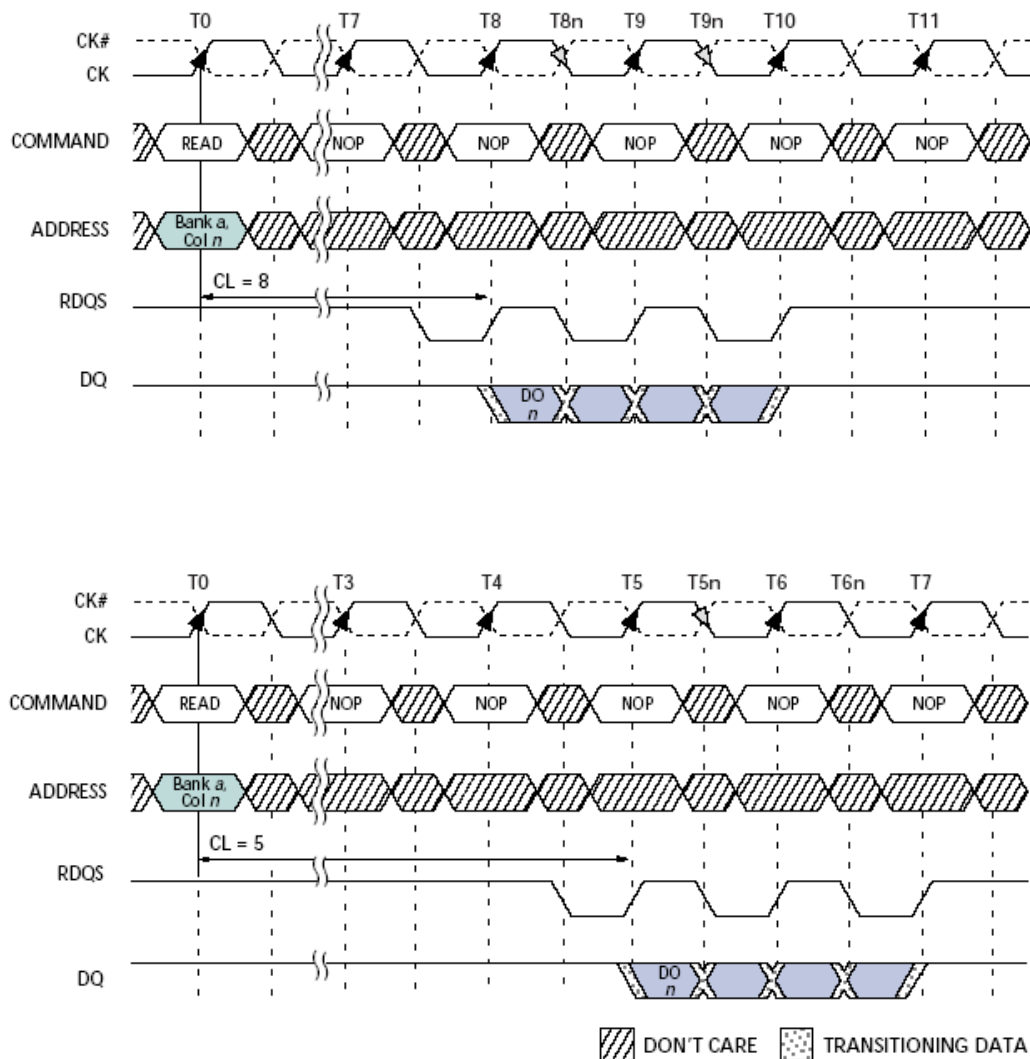 T0 T7 T8 T8n T9 T9n T10 T11
CK#
CK
COMMAND READ NOP NOP NOP NOP NOP
ADDRESS Bank a,
Col n
CL = 8
RDQS
DQ DO
n
T0 T3 T4 T5 T5n T6 T6n T7
CK#
CK
COMMAND READ NOP NOP NOP NOP NOP
ADDRESS Bank a,
Col n
CL = 5
RDQS
DQ DO
n
DON'T CARE TRANSITIONING DATA